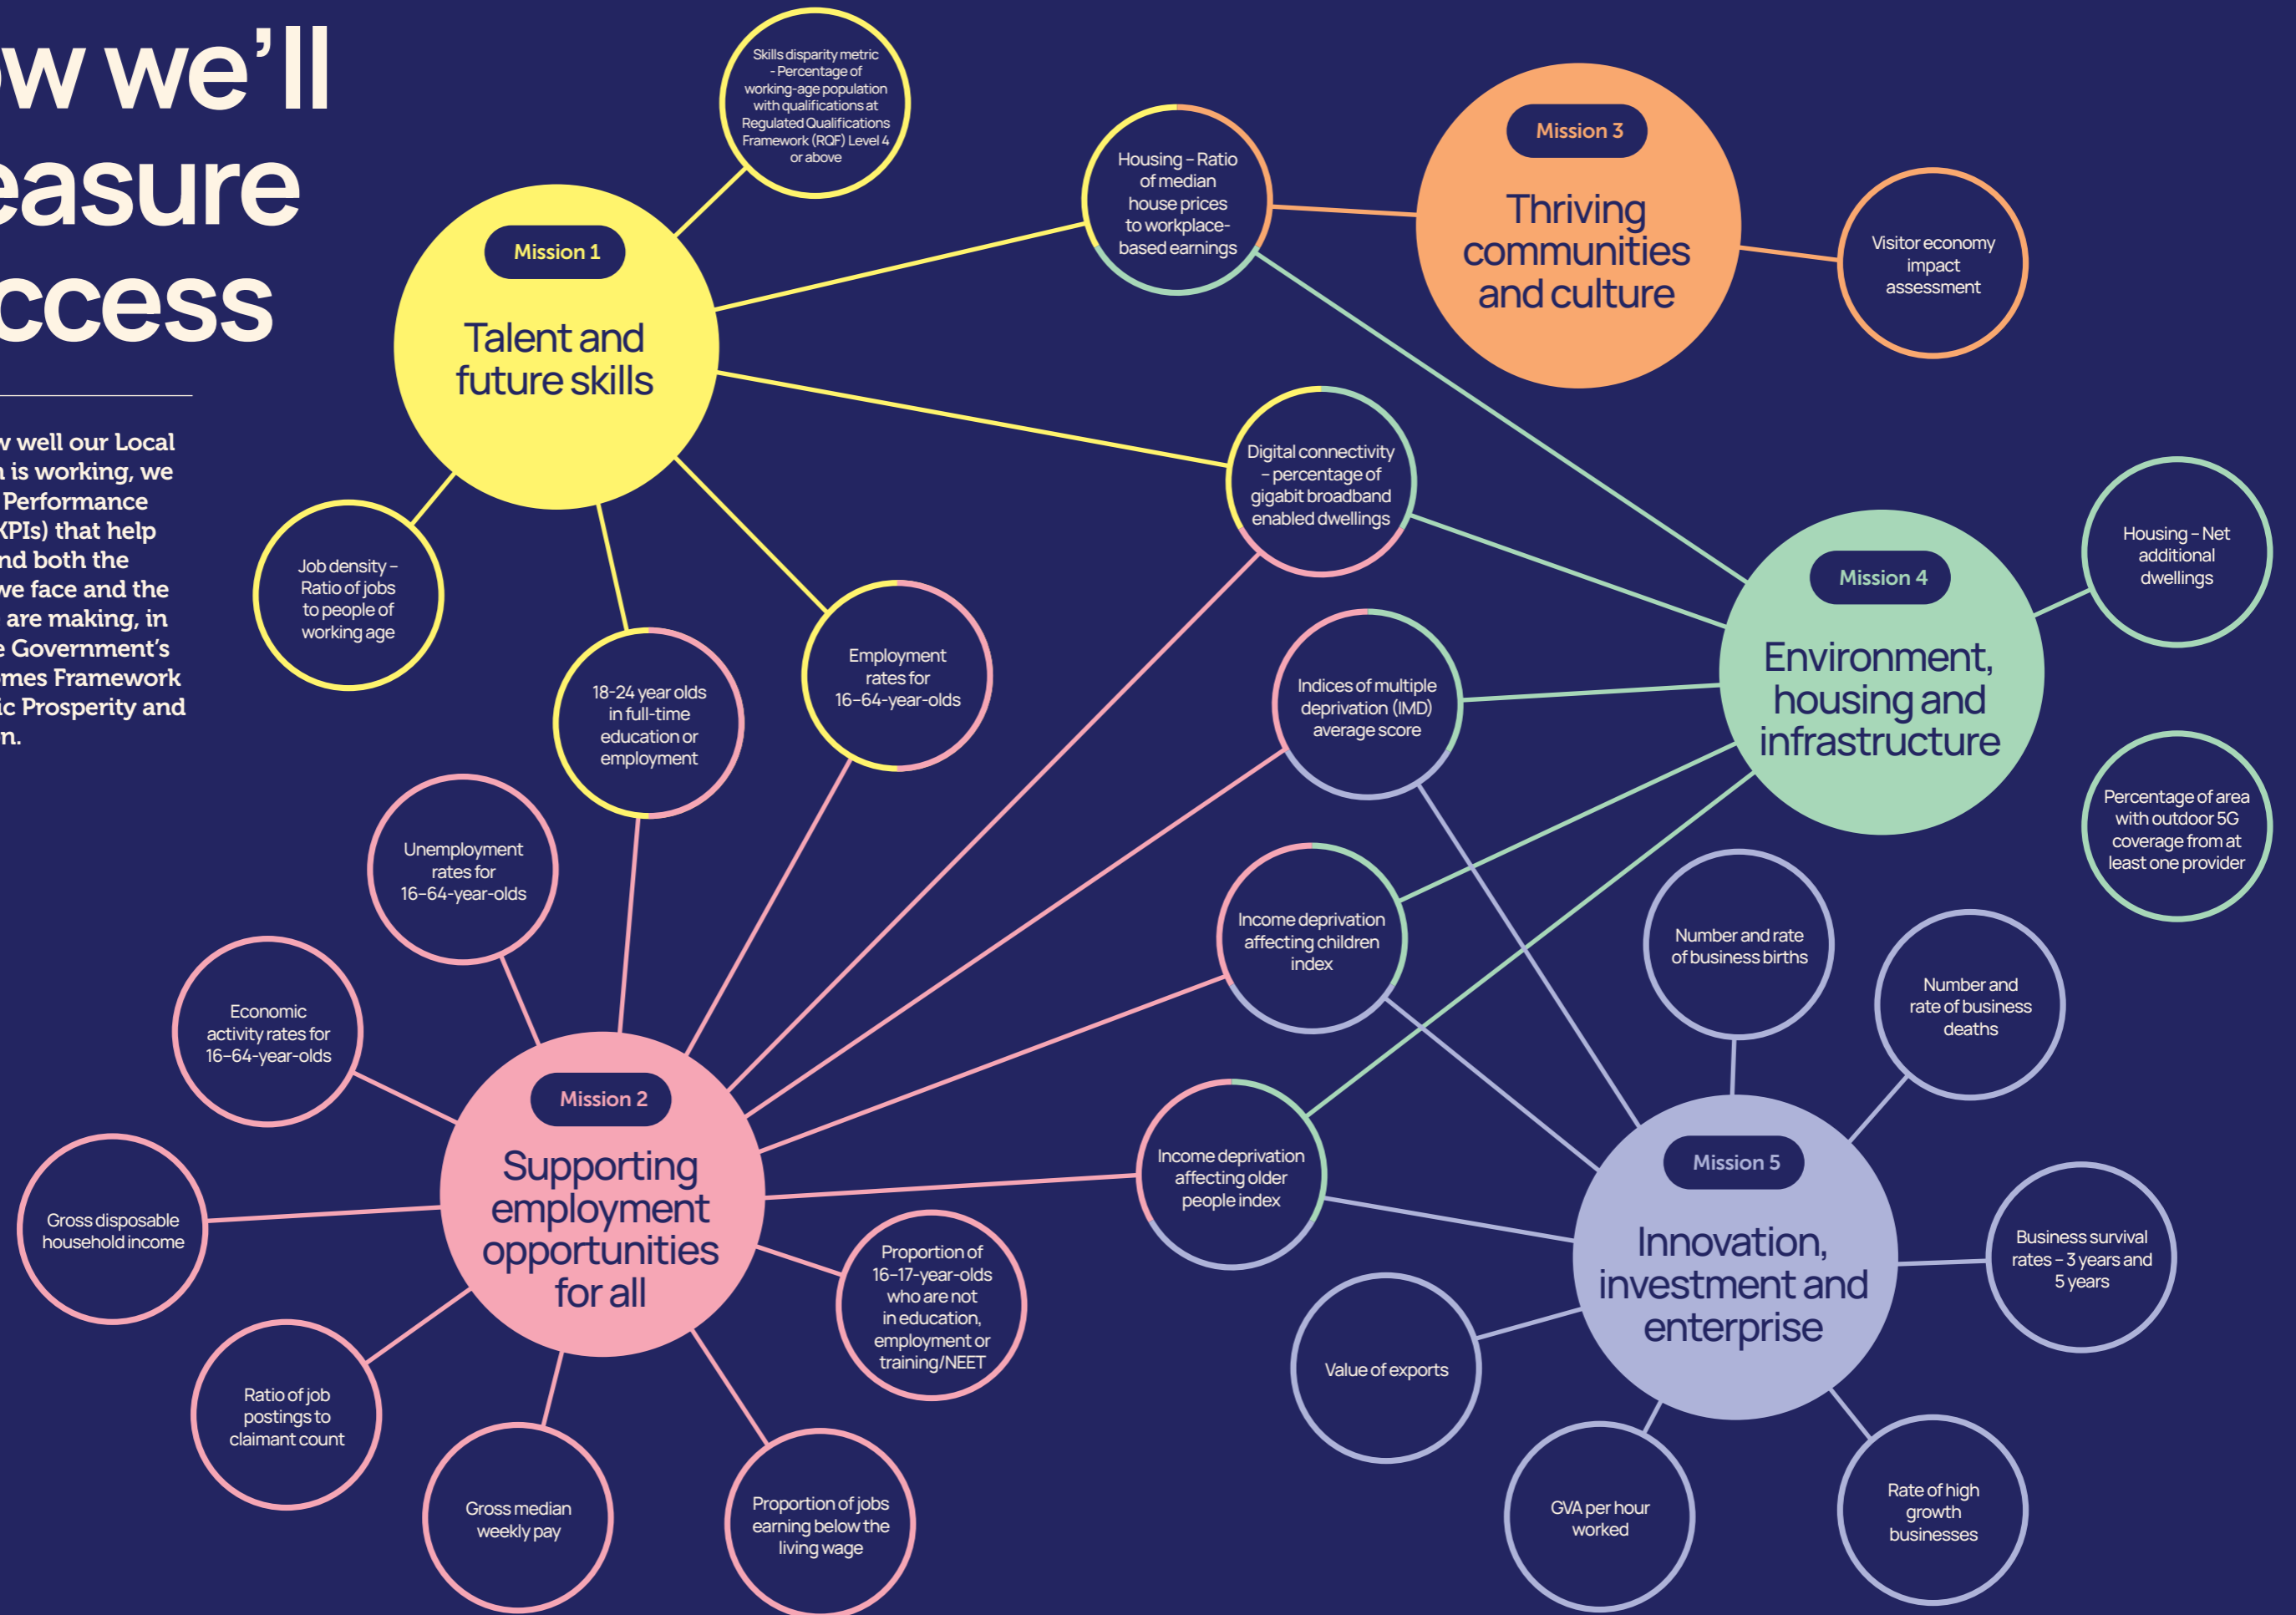 we'll
w well our Local
is working, we
Performance
KPIs) that help
both the
we face and the
are making, in
Government's
Framework
Prosperity and
Skills disparity metric
- Percentage of
working-age population
with qualifications at
Regulated Qualifications
Framework (RQF) Level 4
or above
Mission 1
Talent and
future skills
Housing – Ratio
of median
house prices
to workplace-
based earnings
Mission 3
Thriving
communities
and culture
Visitor economy
impact
assessment
Job density –
Ratio of jobs
to people of
working age
18-24 year olds
in full-time
education or
employment
Employment
rates for
16–64-year-olds
Digital connectivity
– percentage of
gigabit broadband
enabled dwellings
Indices of multiple
deprivation (IMD)
average score
Mission 4
Environment,
housing and
infrastructure
Housing – Net
additional
dwellings
Percentage of area
with outdoor 5G
coverage from at
least one provider
Unemployment
rates for
16–64-year-olds
Economic
activity rates for
16–64-year-olds
Income deprivation
affecting children
index
Number and rate
of business births
Number and
rate of business
deaths
Mission 2
Supporting
employment
opportunities
for all
Income deprivation
affecting older
people index
Mission 5
Innovation,
investment and
enterprise
Business survival
rates – 3 years and
5 years
Gross disposable
household income
Proportion of
16–17-year-olds
who are not
in education,
employment or
training/NEET
Value of exports
Ratio of job
postings to
claimant count
Gross median
weekly pay
Proportion of jobs
earning below the
living wage
GVA per hour
worked
Rate of high
growth
businesses